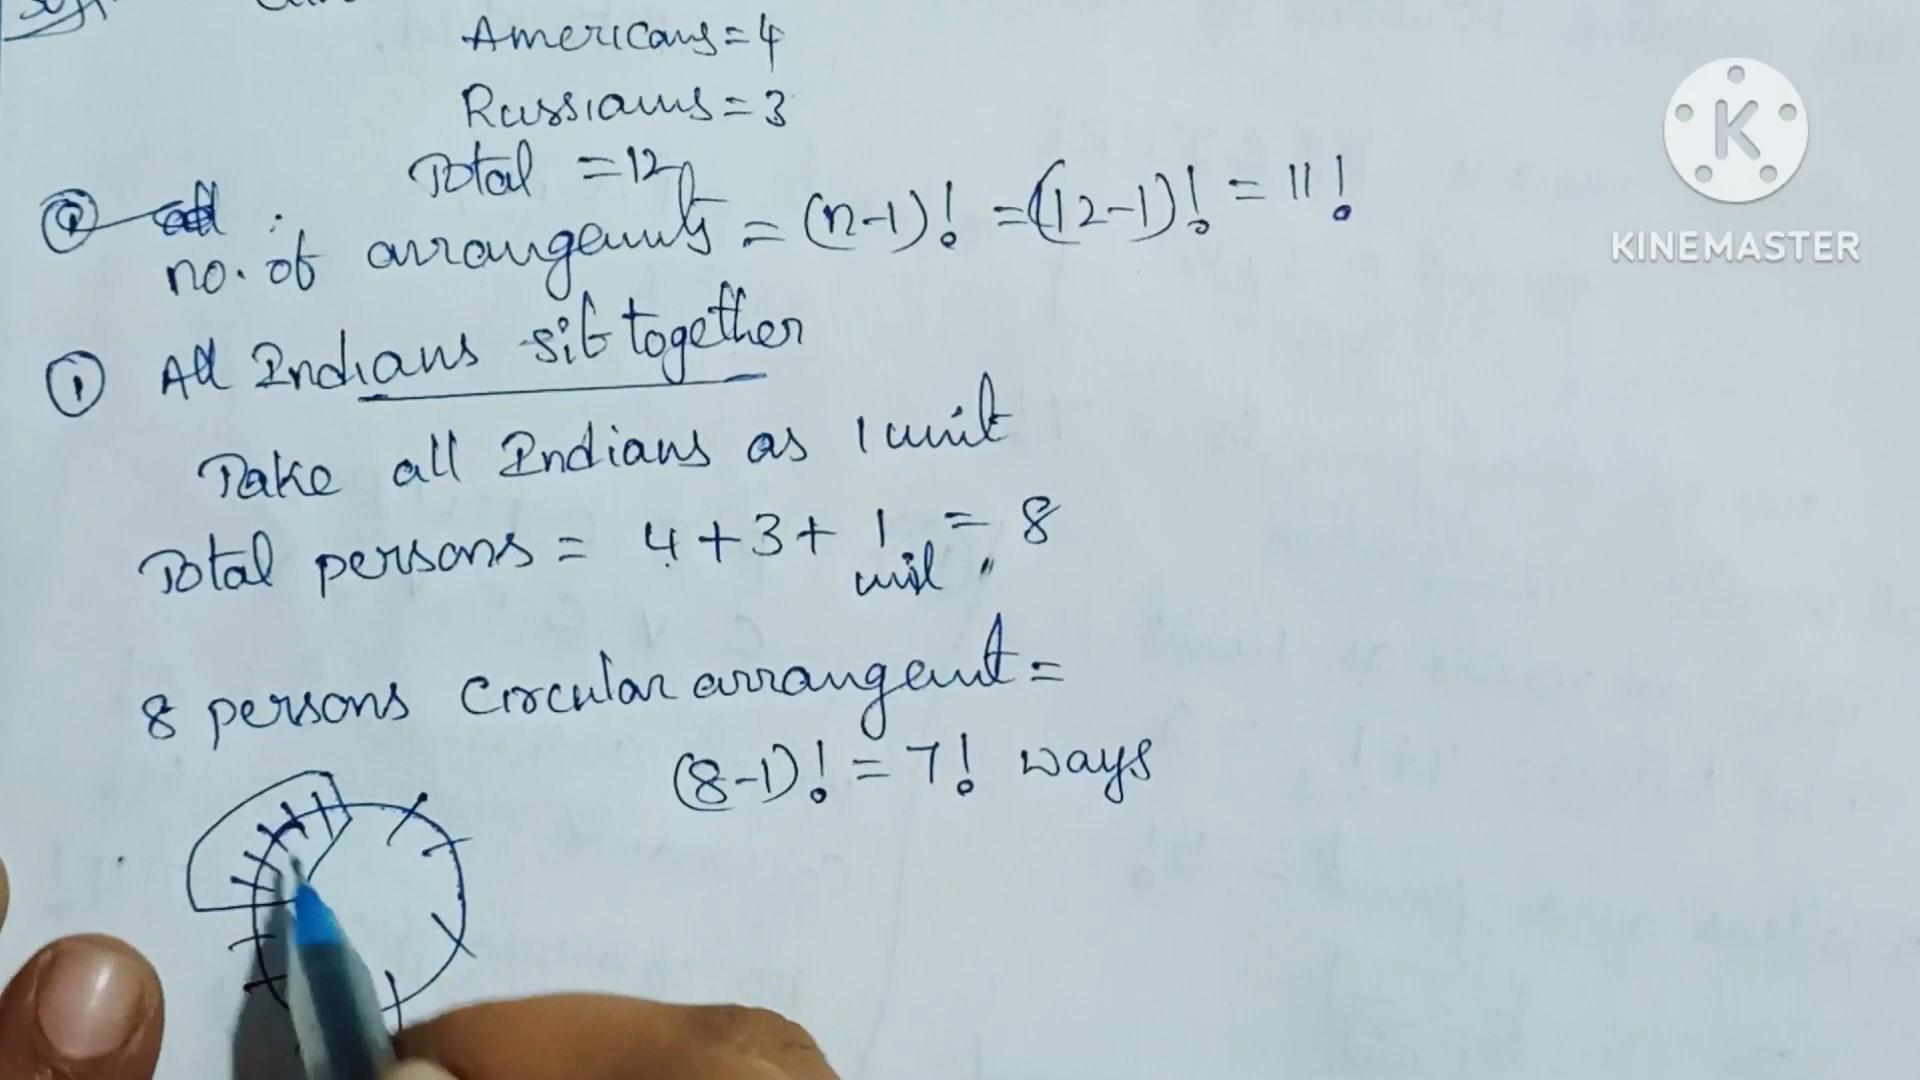 Americans = 4
Russians = 3
Total = 12
no. of arrangemnts = (n-1)! = (12-1)! = 11!
① All Indians sit together
Take all Indians as 1 unit
Total persons = 4 + 3 + 1 = 8
unit
8 persons Circular arrangemt =
(8-1)! = 7! ways
K
KINEMASTER